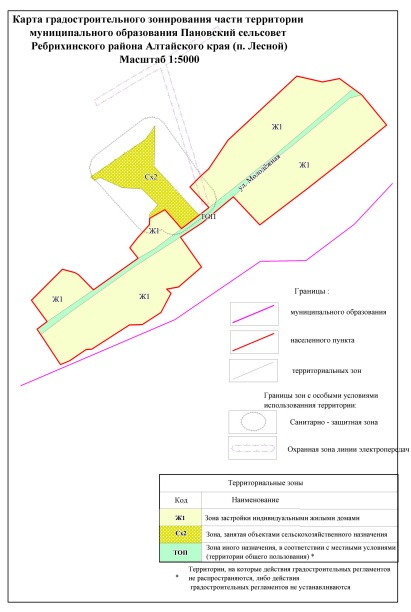 Карта градостроительного зонирования части территории
муниципального образования Пановский сельсовет
Ребрихинского района Алтайского края (п. Лесной)
Масштаб 1:5000
Ж1
Ж1
ул. Молодёжная
Сх2
ТОП
Ж1
Ж1
Ж1
Границы :
муниципального образования
населенного пункта
территориальных зон
Границы зон с особыми условиями
использованния территории:
Санитарно - защитная зона
Охранная зона линии электропередач
Территориальные зоны
Код Наименование
Ж1 Зона застройки индивидуальными жилыми домами
Сх2 Зона, занятая объектами сельскохозяйственного назначения
ТОП Зона иного назначения, в соответствии с местными условиями
(территории общего пользования) *
* Территории, на которые действия градостроительных регламентов
не распространяются, либо действия
градостроительных регламентов не устанавливаются